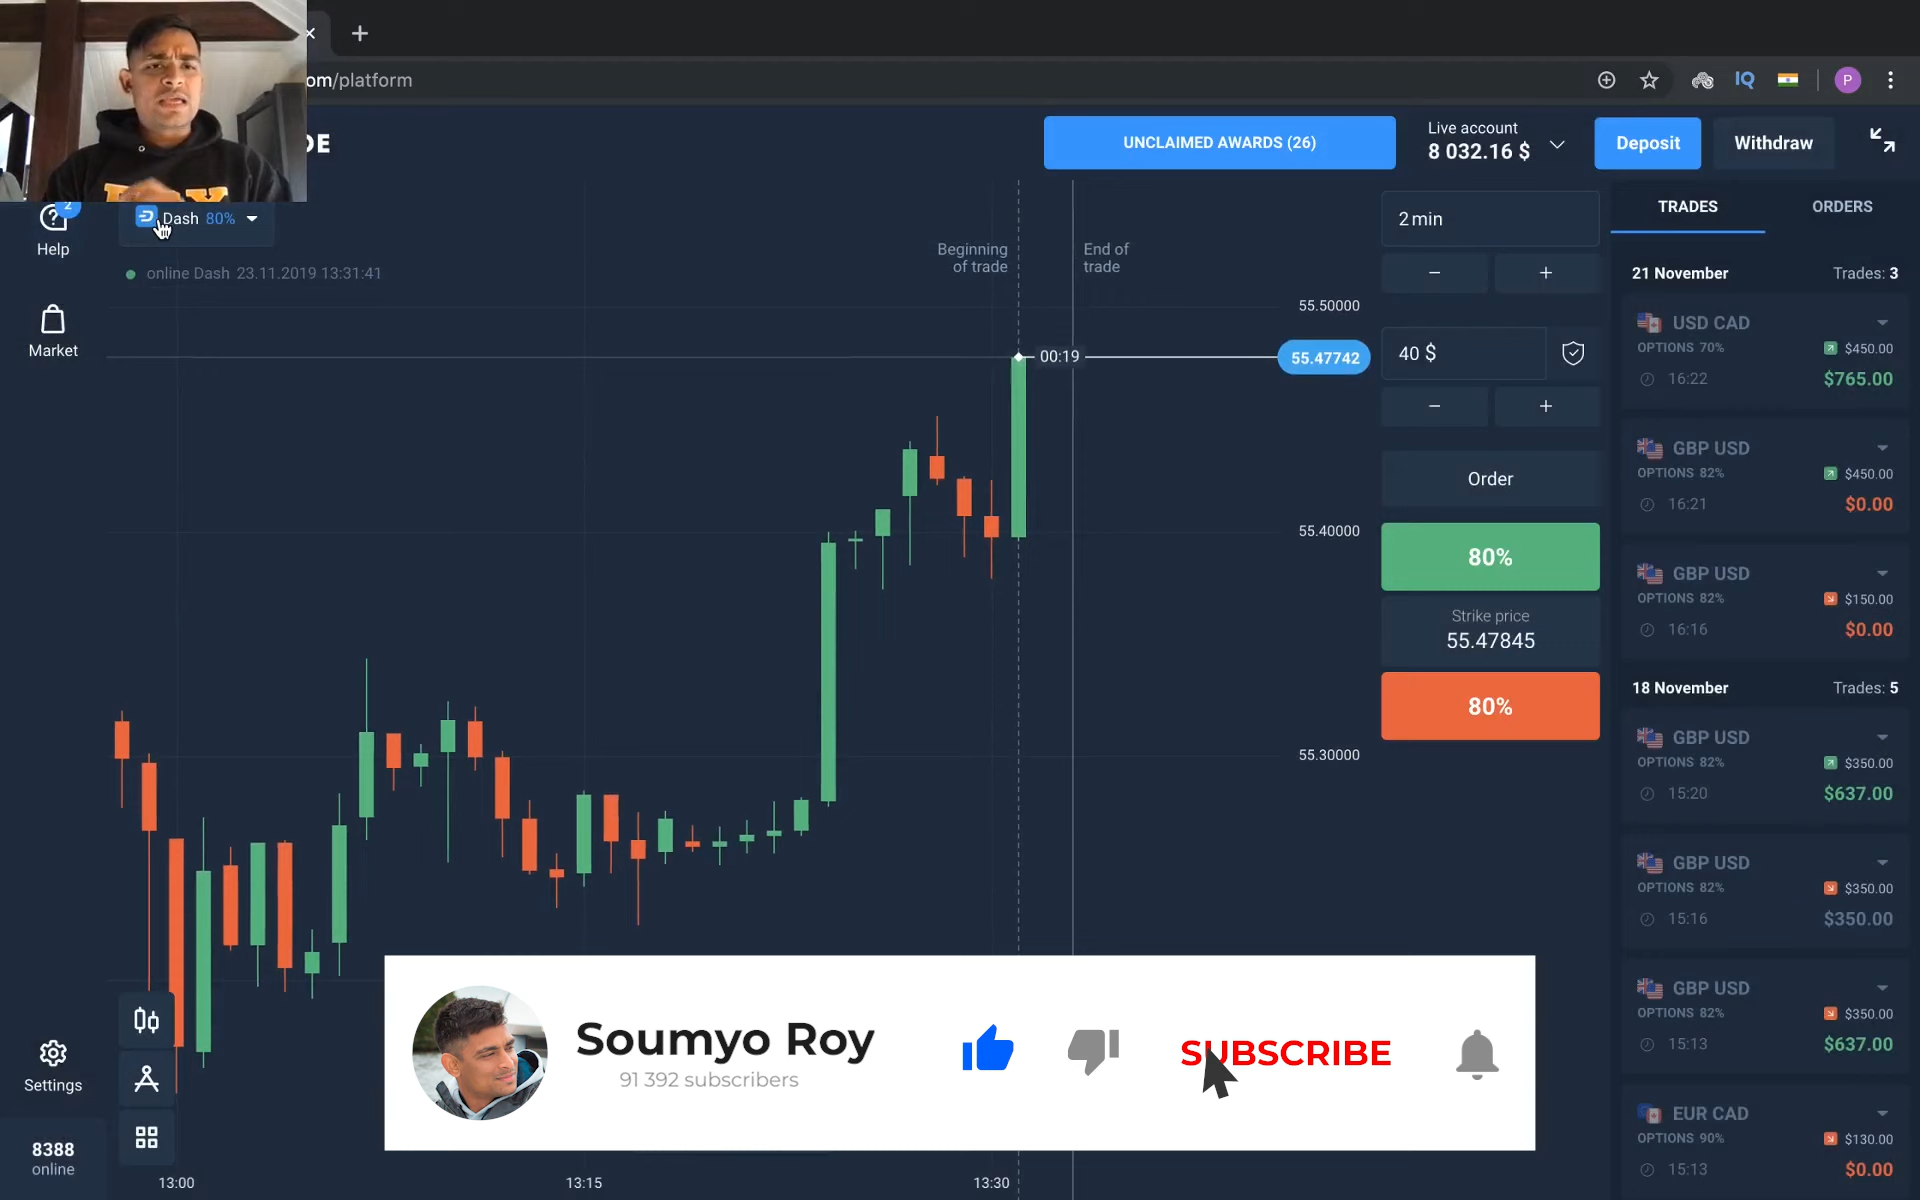 om/platform
IQ
P
DE
UNCLAIMED AWARDS (26)
Live account
8 032.16 $
Deposit
Withdraw
2
Help
Dash 80%
online Dash 23.11.2019 13:31:41
Market
Beginning
of trade
End of
trade
00:19
55.50000
55.47742
55.40000
55.30000
2 min
− +
40 $
− +
Order
80%
Strike price
55.47845
80%
TRADES
ORDERS
21 November Trades: 3
USD CAD
OPTIONS 70% $450.00
16:22 $765.00
GBP USD
OPTIONS 82% $450.00
16:21 $0.00
GBP USD
OPTIONS 82% $150.00
16:16 $0.00
18 November Trades: 5
GBP USD
OPTIONS 82% $350.00
15:20 $637.00
GBP USD
OPTIONS 82% $350.00
15:16 $350.00
GBP USD
OPTIONS 82% $350.00
15:13 $637.00
EUR CAD
OPTIONS 90% $130.00
15:13 $0.00
Soumyo Roy
91 392 subscribers
SUBSCRIBE
Settings
8388
online
13:00
13:15
13:30